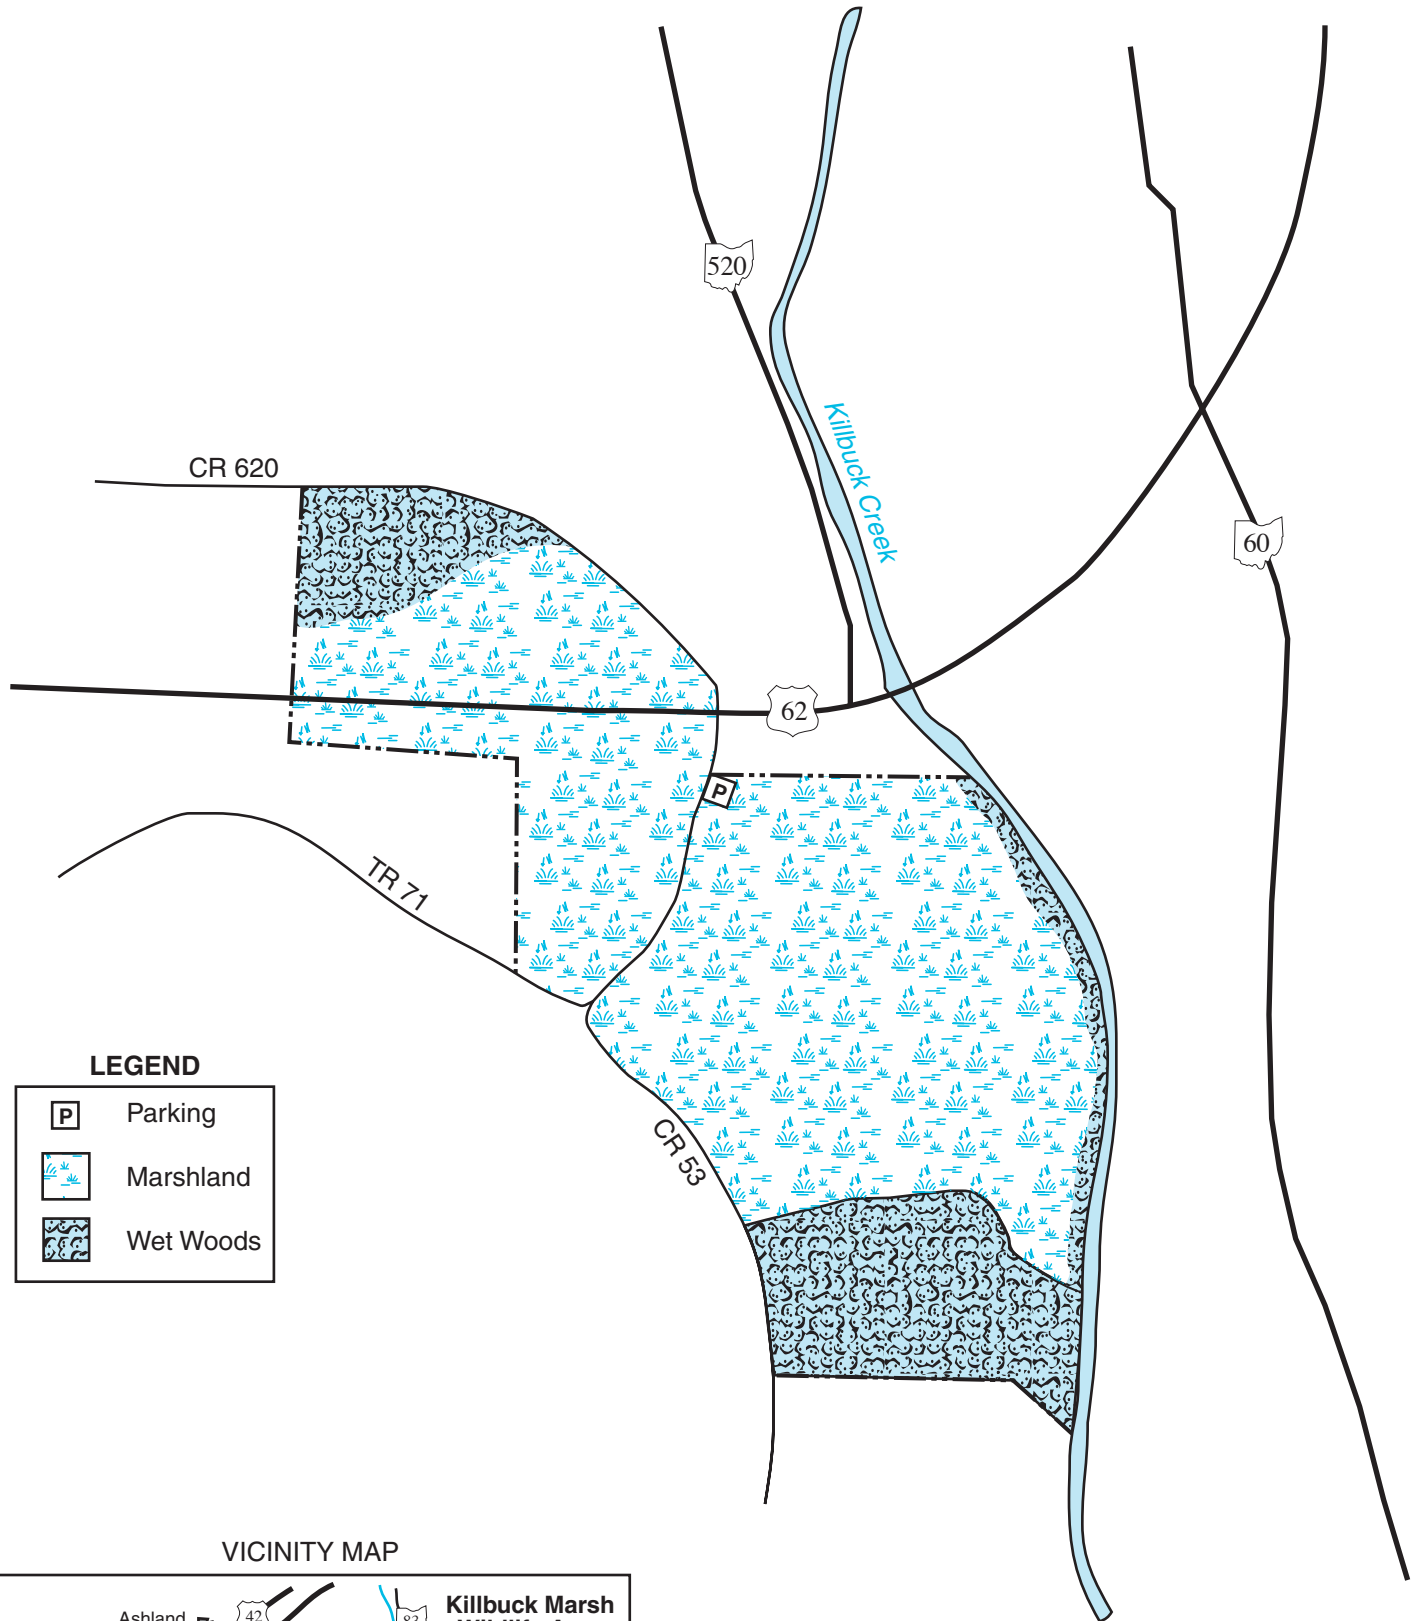 520
Killbuck Creek
CR 620
60
62
P
TR 71
LEGEND
P Parking
Marshland
Wet Woods
CR 53
VICINITY MAP
Ashland
42
83
Killbuck Marsh